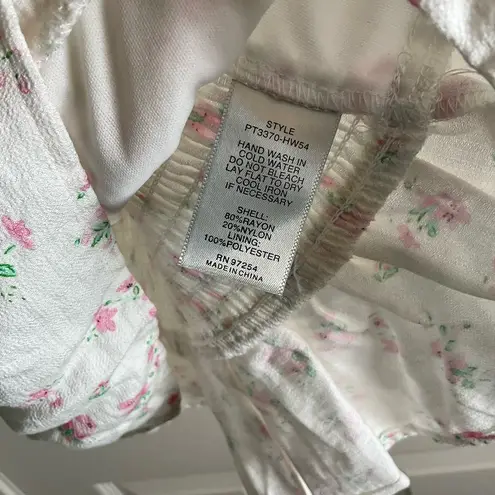 STYLE
PT3370-HW54
HAND WASH IN
COLD WATER
DO NOT BLEACH
LAY FLAT TO DRY
COOL IRON
IF NECESSARY
SHELL:
80%RAYON
20%NYLON
LINING:
100%POLYESTER
RN 97254
MADE IN CHINA